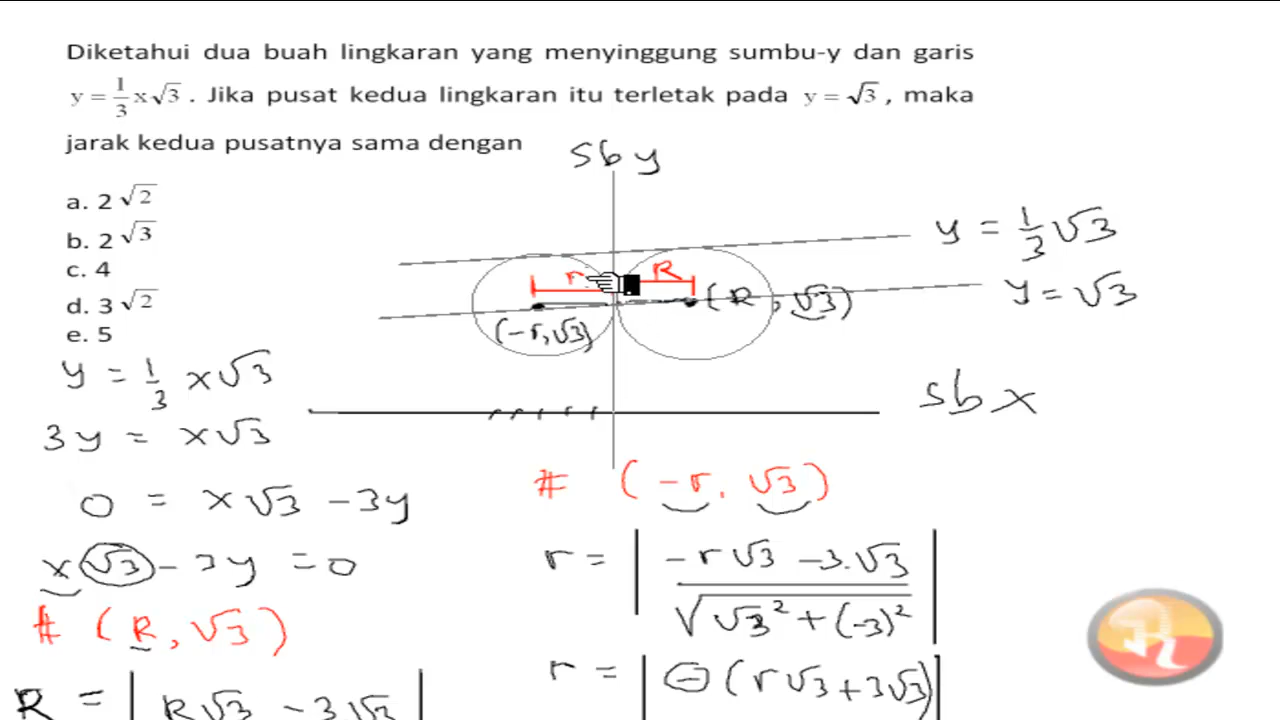 Diketahui dua buah lingkaran yang menyinggung sumbu-y dan garis
y = 1/3 x√3 . Jika pusat kedua lingkaran itu terletak pada y = √3 , maka
jarak kedua pusatnya sama dengan
a. 2 √2
b. 2 √3
c. 4
d. 3 √2
e. 5
sb y
y = 1/3 √3
y = √3
r
R
(R, √3)
(-r, √3)
sb x
y = 1/3 x√3
3y = x√3
0 = x√3 - 3y
x√3 - 3y = 0
# (R, √3)
R = | R√3 - 3√3 |
# (-r, √3)
r = | -r√3 - 3.√3 / √(√3² + (-3)²) |
r = | - (r√3 + 3√3) |